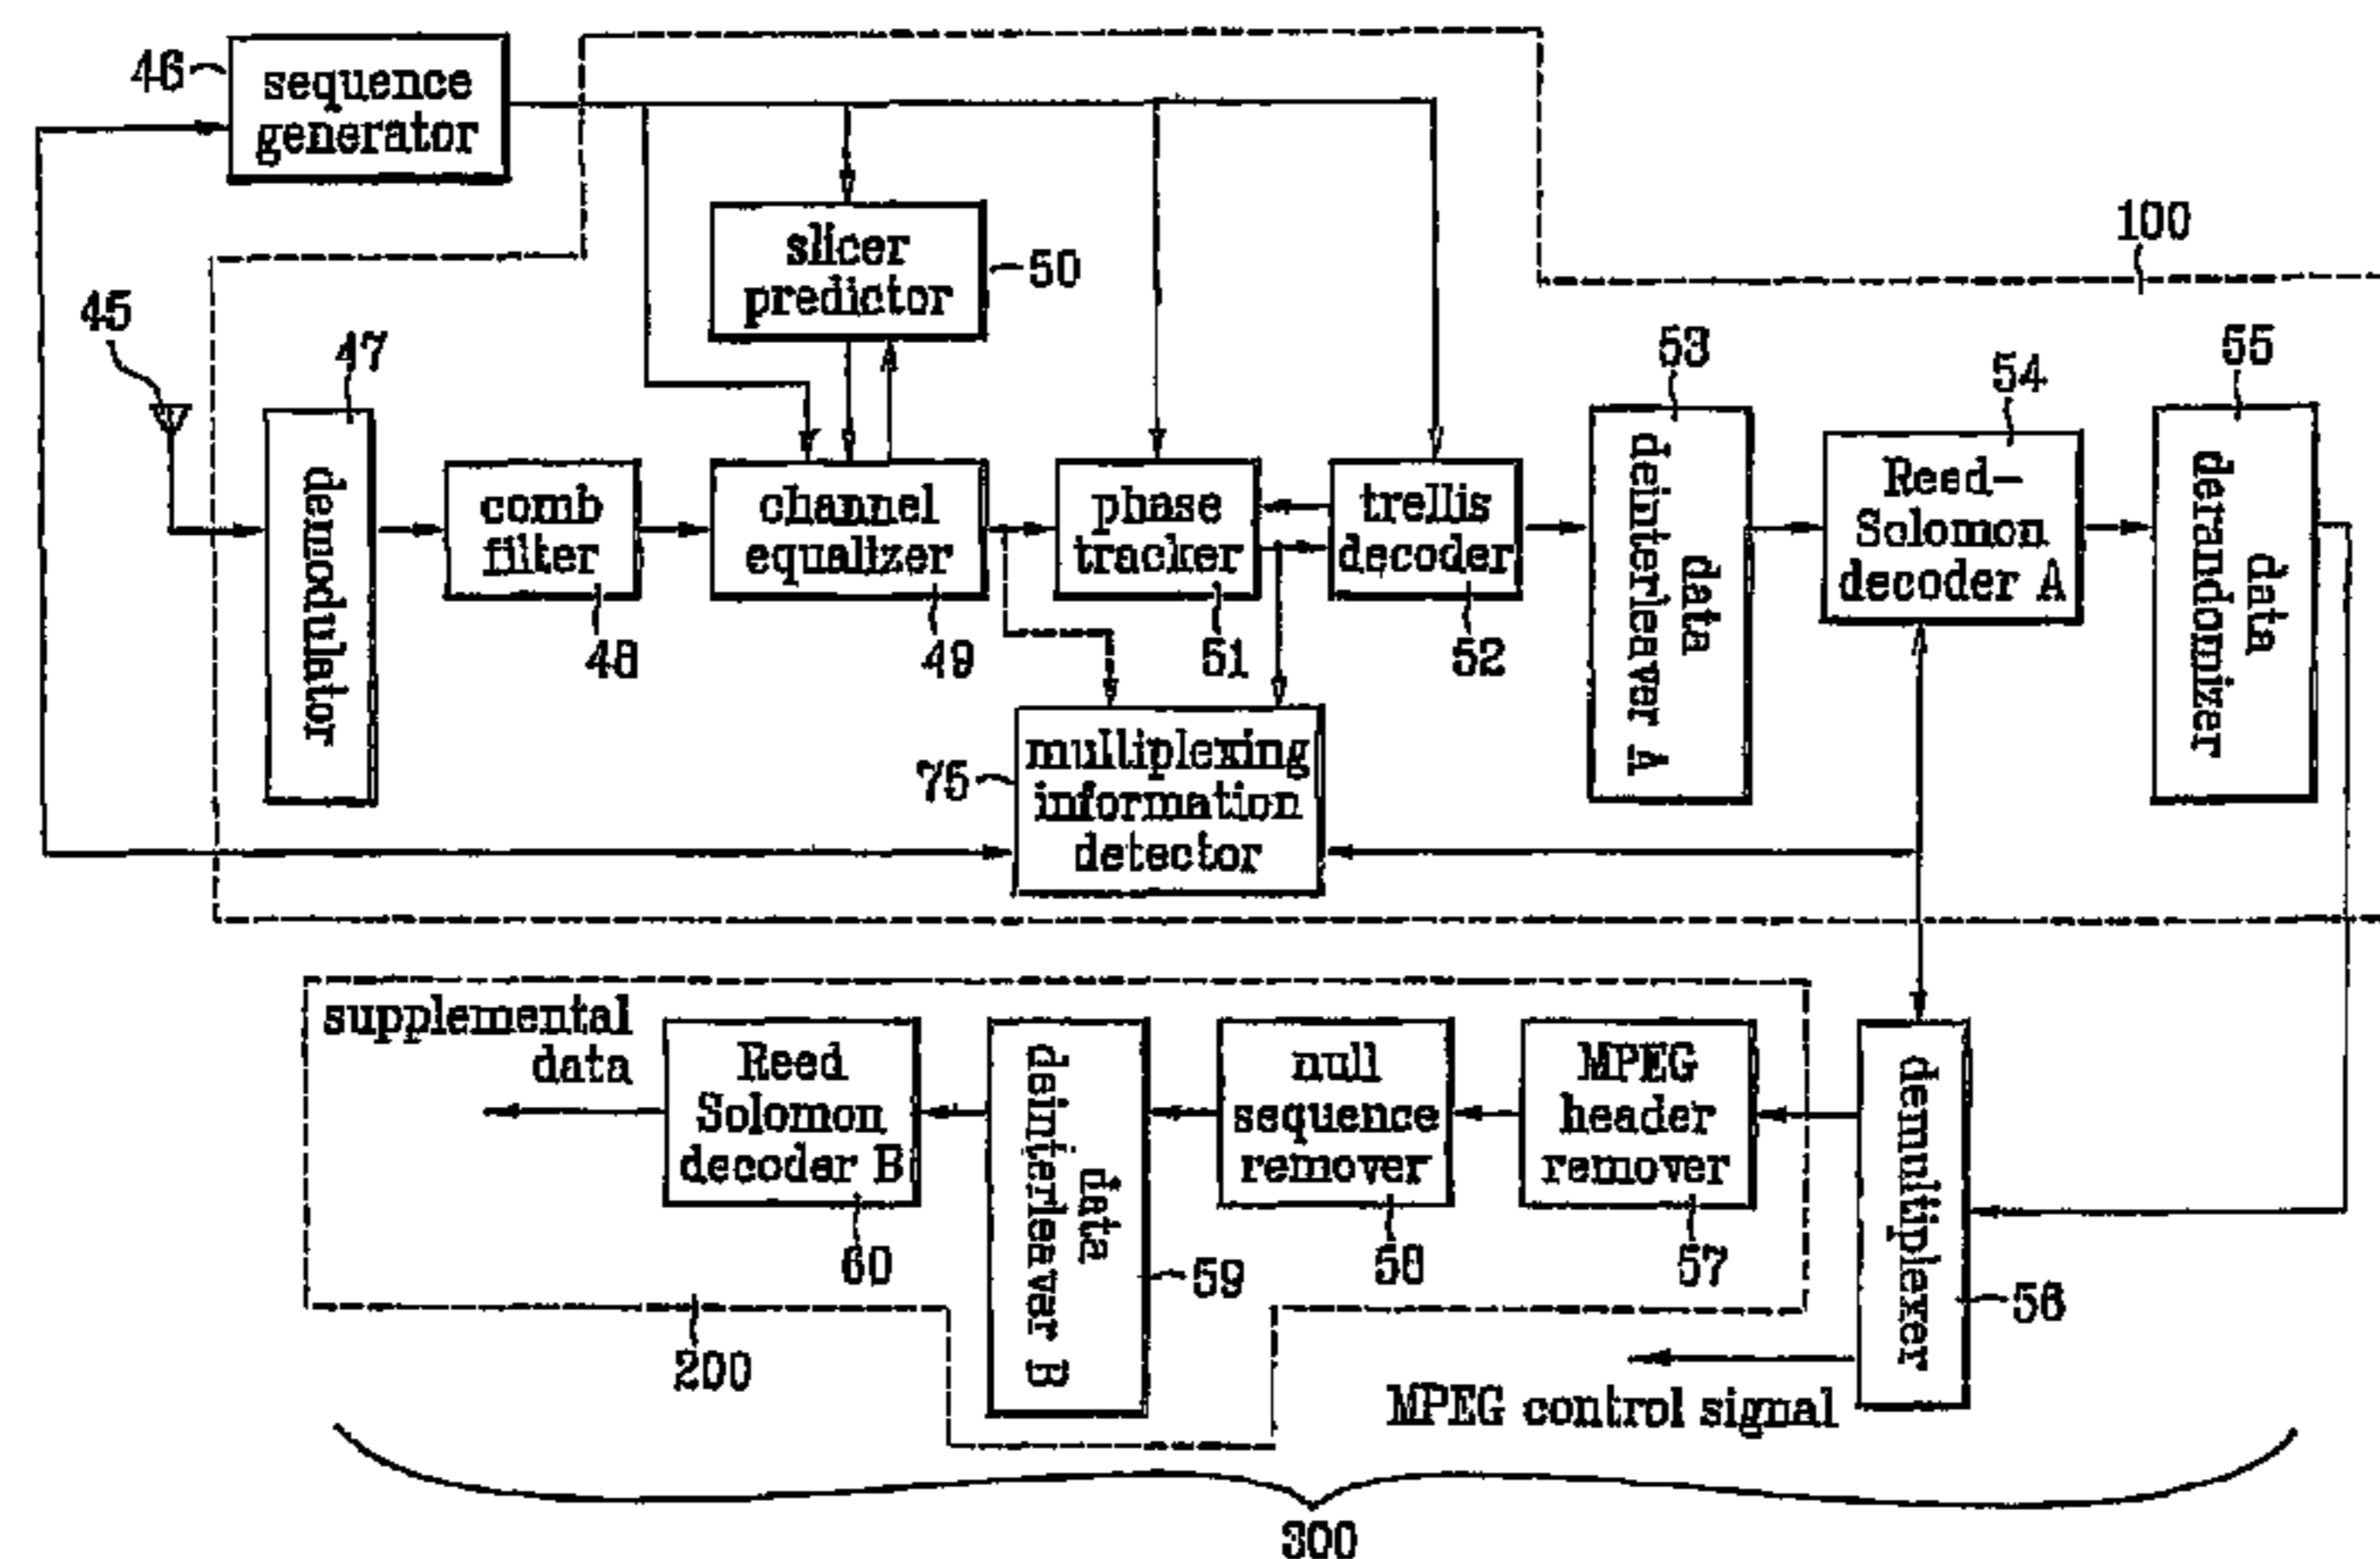 46
sequence
generator
100
slicer
predictor
50
45
47
53
54
55
demodulator
comb
filter
48
channel
equalizer
49
phase
tracker
51
trellis
decoder
52
data
deinterleaver A
Reed-
Solomon
decoder A
data
derandomizer
75
multiplexing
information
detector
supplemental
data
Reed
Solomon
decoder B
60
data
deinterleaver B
59
null
sequence
remover
58
MPEG
header
remover
57
demultiplexer
56
200
MPEG control signal
300